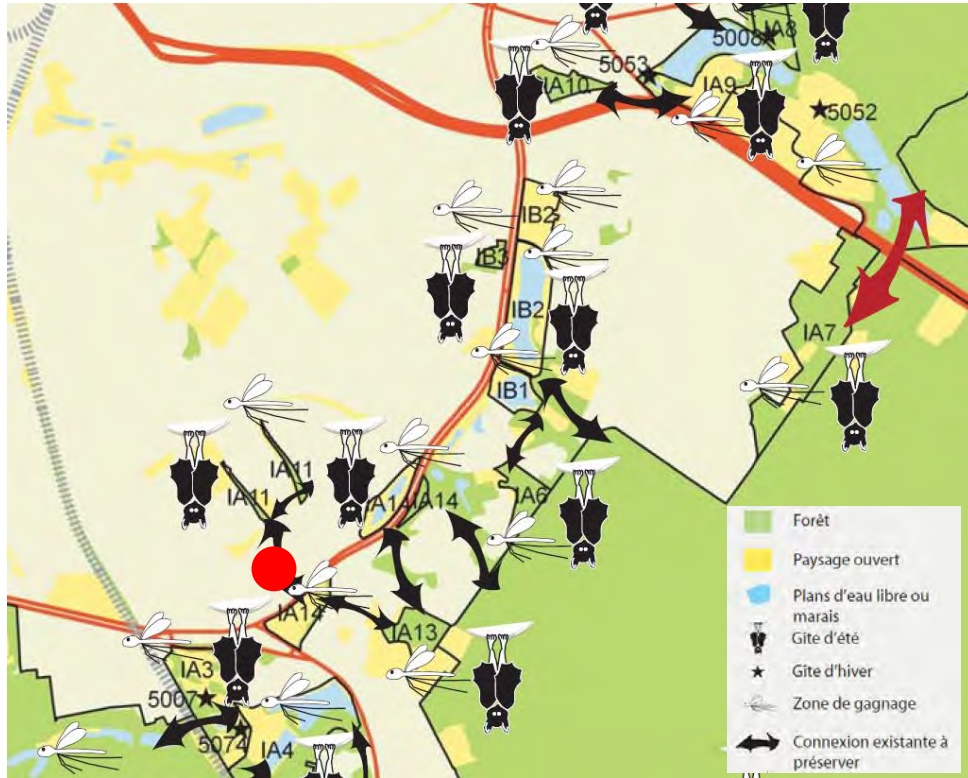 5008
IA8
5053
IA10
IA9
5052
IB2
IB3
IB2
IA7
IB1
IA11
IA11
IA14
IA14
IA6
IA14
IA13
IA3
5007
5074
IA4
Forêt
Paysage ouvert
Plans d'eau libre ou
marais
Gîte d'été
Gîte d'hiver
Zone de gagnage
Connexion existante à
préserver